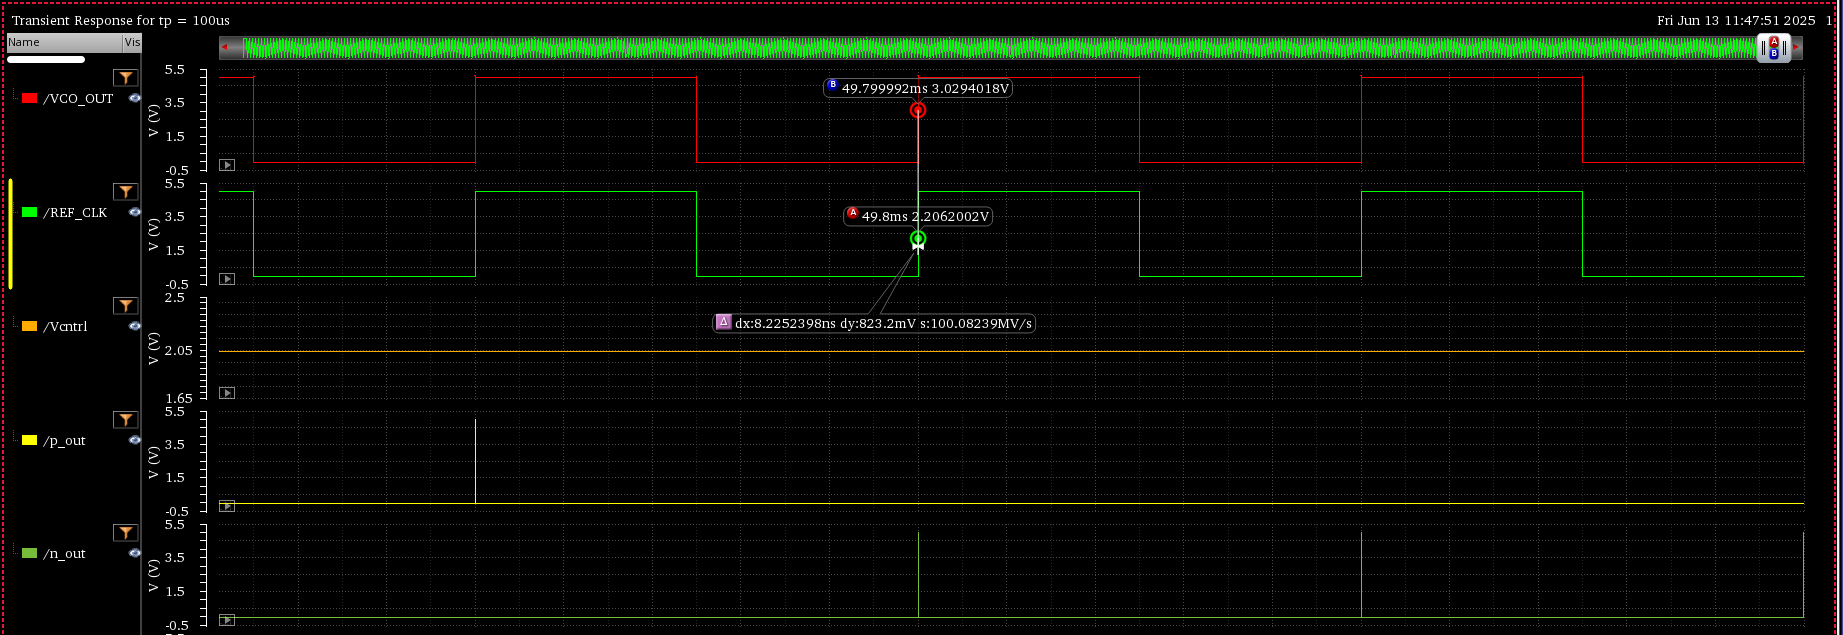 Transient Response for tp = 100us
Fri Jun 13 11:47:51 2025 1
Name Vis
A
B
/VCO_OUT
V (V)
5.5
3.5
1.5
-0.5
B 49.799992ms 3.0294018V
/REF_CLK
V (V)
5.5
3.5
1.5
-0.5
A 49.8ms 2.2062002V
Δ dx:8.2252398ns dy:823.2mV s:100.08239MV/s
/Vcntrl
V (V)
2.5
2.05
1.65
/p_out
V (V)
5.5
3.5
1.5
-0.5
/n_out
V (V)
5.5
3.5
1.5
-0.5